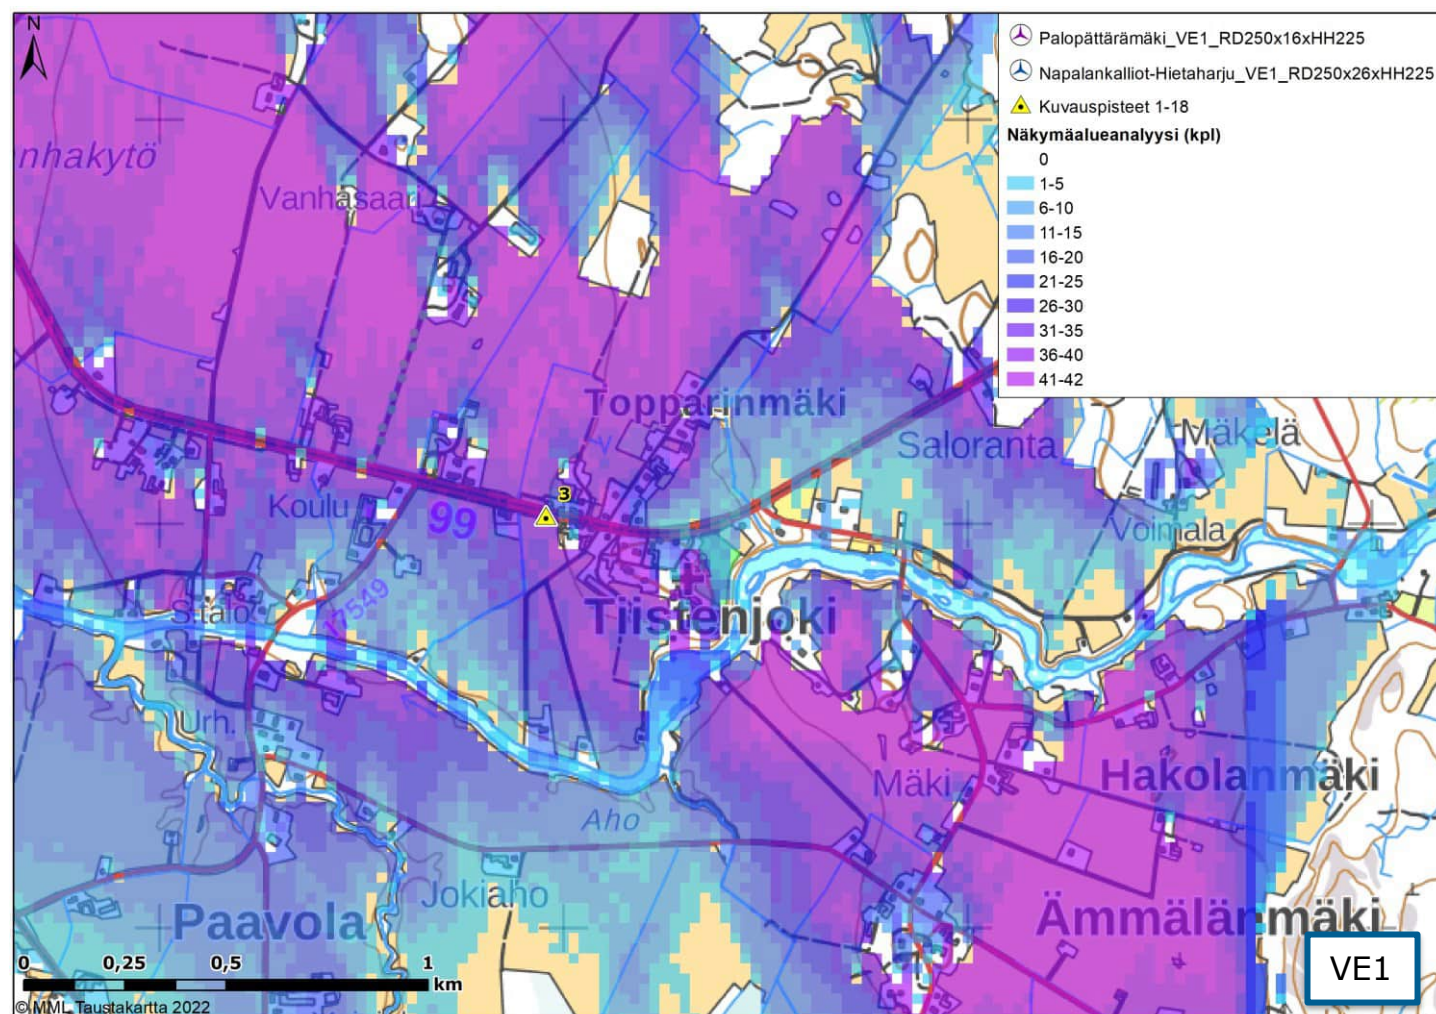 N
Palopättärämäki_VE1_RD250x16xHH225
Napalankalliot-Hietaharju_VE1_RD250x26xHH225
Kuvauspisteet 1-18
Näkymäalueanalyysi (kpl)
0
1-5
6-10
11-15
16-20
21-25
26-30
31-35
36-40
41-42
nhakytö
Vanhasaari
Topparinmäki
Saloranta
Mäkelä
3
Koulu
99
Voimala
17549
S.talo
Tiistenjoki
Urh.
Mäki
Hakolanmäki
Aho
Jokiaho
Paavola
Ämmälänmäki
0 0,25 0,5 1
km
VE1
© MML Taustakartta 2022